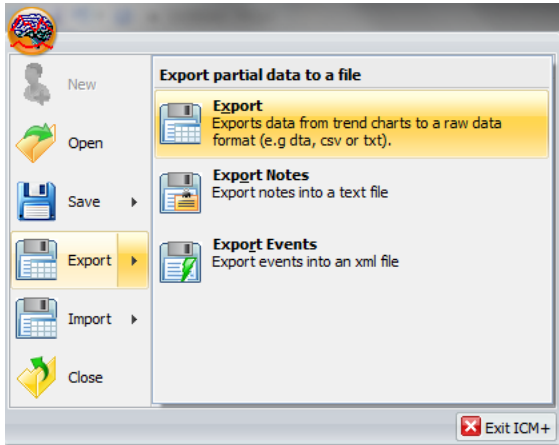 New
Open
Save
Export
Import
Close
Export partial data to a file
Export
Exports data from trend charts to a raw data
format (e.g dta, csv or txt).
Export Notes
Export notes into a text file
Export Events
Export events into an xml file
Exit ICM+